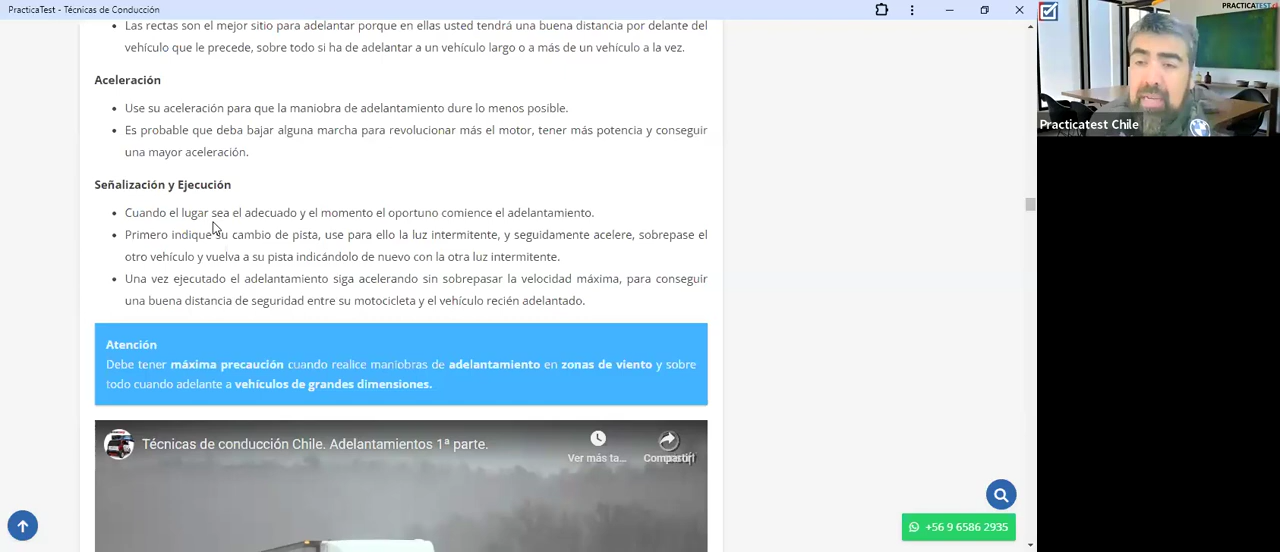 PracticaTest - Técnicas de Conducción
Las rectas son el mejor sitio para adelantar porque en ellas usted tendrá una buena distancia por delante del
vehículo que le precede, sobre todo si ha de adelantar a un vehículo largo o a más de un vehículo a la vez.
Aceleración
Use su aceleración para que la maniobra de adelantamiento dure lo menos posible.
Es probable que deba bajar alguna marcha para revolucionar más el motor, tener más potencia y conseguir
una mayor aceleración.
Señalización y Ejecución
Cuando el lugar sea el adecuado y el momento el oportuno comience el adelantamiento.
Primero indique su cambio de pista, use para ello la luz intermitente, y seguidamente acelere, sobrepase el
otro vehículo y vuelva a su pista indicándolo de nuevo con la otra luz intermitente.
Una vez ejecutado el adelantamiento siga acelerando sin sobrepasar la velocidad máxima, para conseguir
una buena distancia de seguridad entre su motocicleta y el vehículo recién adelantado.
Atención
Debe tener máxima precaución cuando realice maniobras de adelantamiento en zonas de viento y sobre
todo cuando adelante a vehículos de grandes dimensiones.
Técnicas de conducción Chile. Adelantamientos 1ª parte.
Ver más ta...
Compartir
+56 9 6586 2935
PRACTICATEST
Practicatest Chile